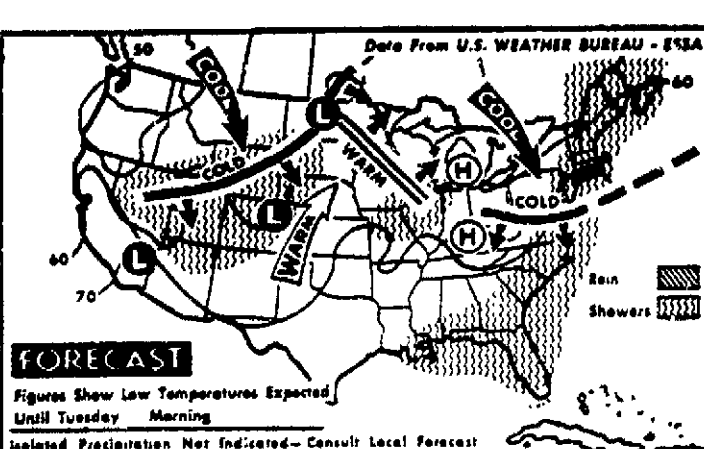 50
Data From U.S. WEATHER BUREAU - ESSA
60
COOL
COOL
L
L
COLD
WARM
H
COLD
L
H
WARM
60
L
70
Rain
Showers
FORECAST
Figures Show Low Temperatures Expected
Until Tuesday Morning
Isolated Precipitation Not Indicated - Consult Local Forecast